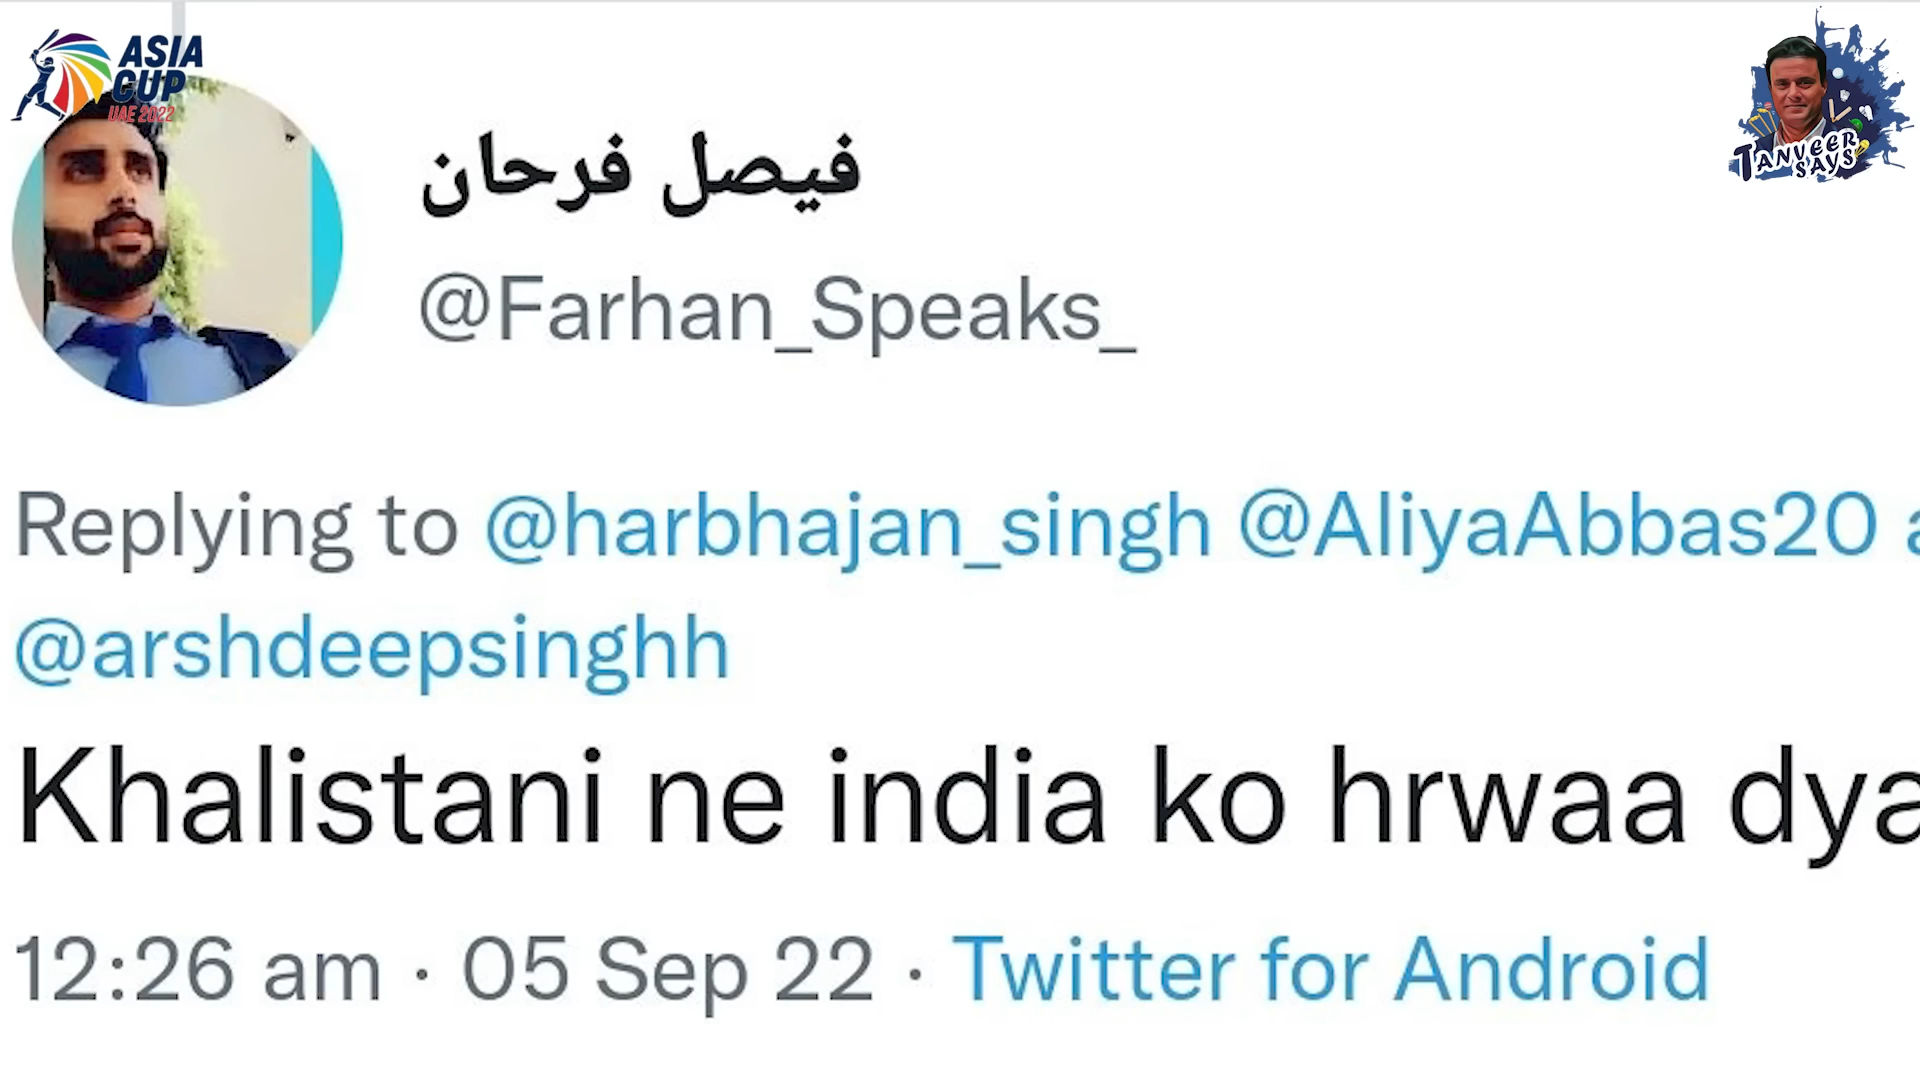 ASIA
CUP
UAE 2022
TANVEER
SAYS
فيصل فرحان
@Farhan_Speaks_
Replying to @harbhajan_singh @AliyaAbbas20
@arshdeepsinghh
Khalistani ne india ko hrwaa dya
12:26 am · 05 Sep 22 · Twitter for Android